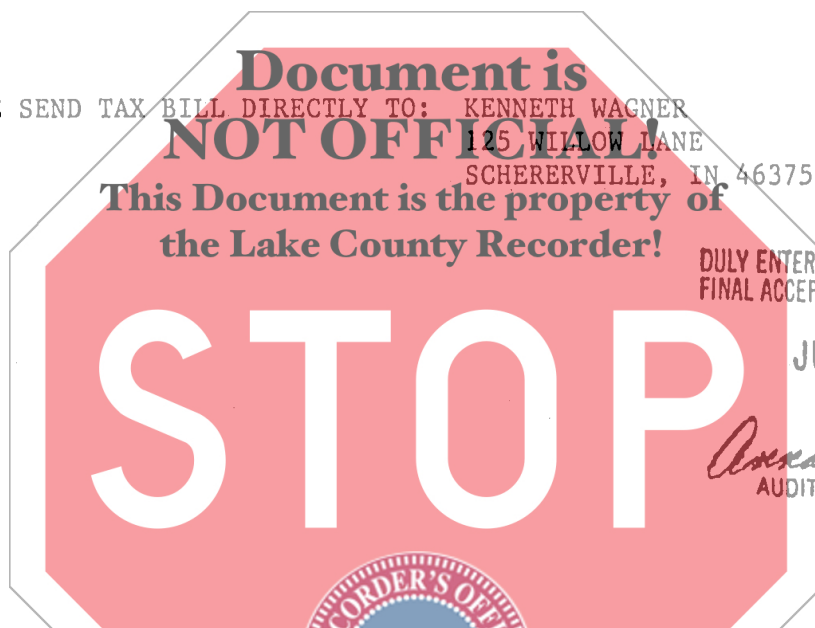 Document is
SEND TAX BILL DIRECTLY TO: KENNETH WAGNER
NOT OFFICIAL!
125 WILLOW LANE
SCHERERVILLE, IN 46375
This Document is the property of
the Lake County Recorder!
DULY ENTER
FINAL ACCEP
STOP
JU
AUDIT
CORDER'S OFF